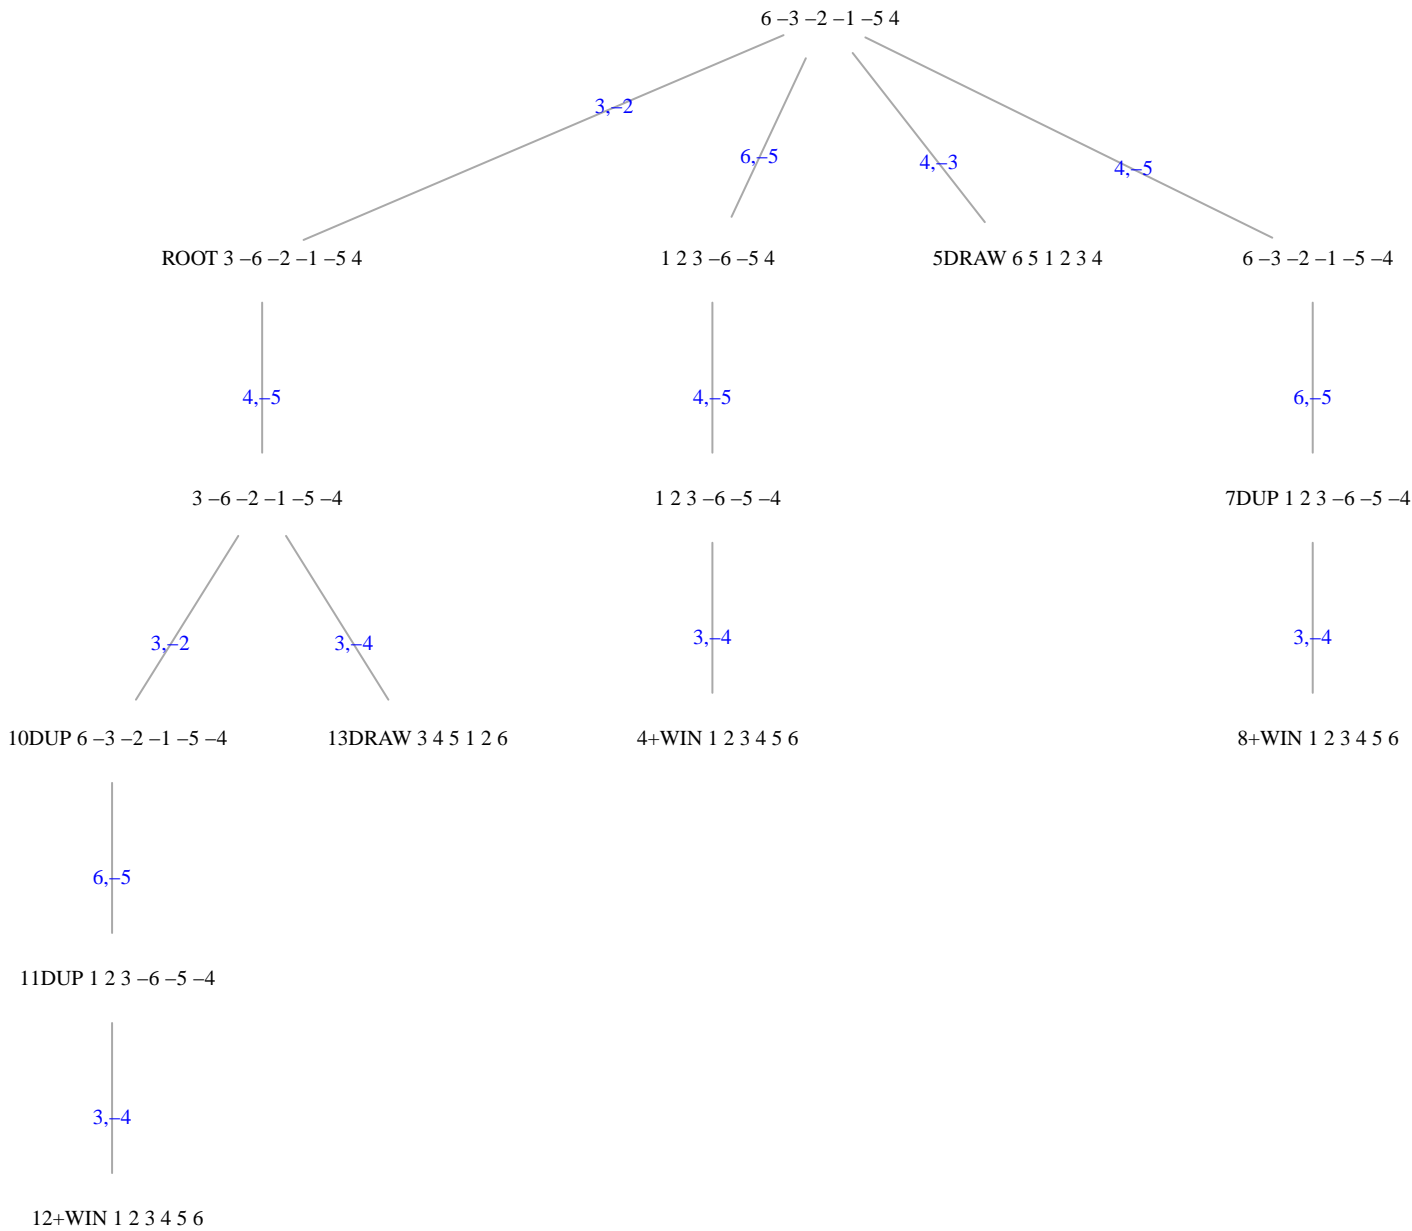 6 –3 –2 –1 –5 4
3,–2
6,–5
4,–3
4,–5
ROOT 3 –6 –2 –1 –5 4
1 2 3 –6 –5 4
5DRAW 6 5 1 2 3 4
6 –3 –2 –1 –5 –4
4,–5
4,–5
6,–5
3 –6 –2 –1 –5 –4
1 2 3 –6 –5 –4
7DUP 1 2 3 –6 –5 –4
3,–2
3,–4
3,–4
3,–4
10DUP 6 –3 –2 –1 –5 –4
13DRAW 3 4 5 1 2 6
4+WIN 1 2 3 4 5 6
8+WIN 1 2 3 4 5 6
6,–5
11DUP 1 2 3 –6 –5 –4
3,–4
12+WIN 1 2 3 4 5 6